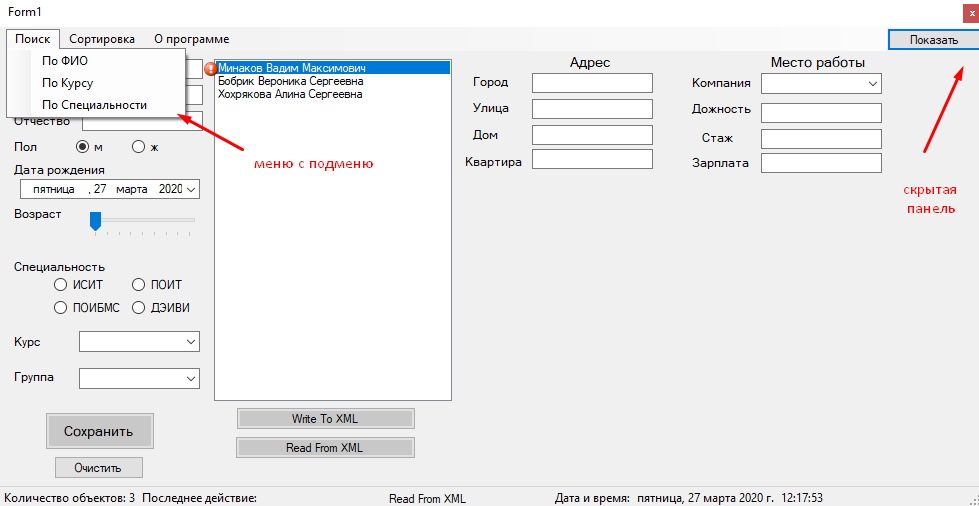 Form1
x
Поиск Сортировка О программе
Показать
По ФИО
По Курсу
По Специальности
Отчество
Пол м ж
Дата рождения
пятница , 27 марта 2020
Возраст
Специальность
ИСИТ ПОИТ
ПОИБМС ДЭИВИ
Курс
Группа
Сохранить
Очистить
Минаков Вадим Максимович
Бобрик Вероника Сергеевна
Хохрякова Алина Сергеевна
меню с подменю
Write To XML
Read From XML
Адрес
Город
Улица
Дом
Квартира
Место работы
Компания
Дожность
Стаж
Зарплата
скрытая
панель
Количество объектов: 3 Последнее действие: Read From XML Дата и время: пятница, 27 марта 2020 г. 12:17:53